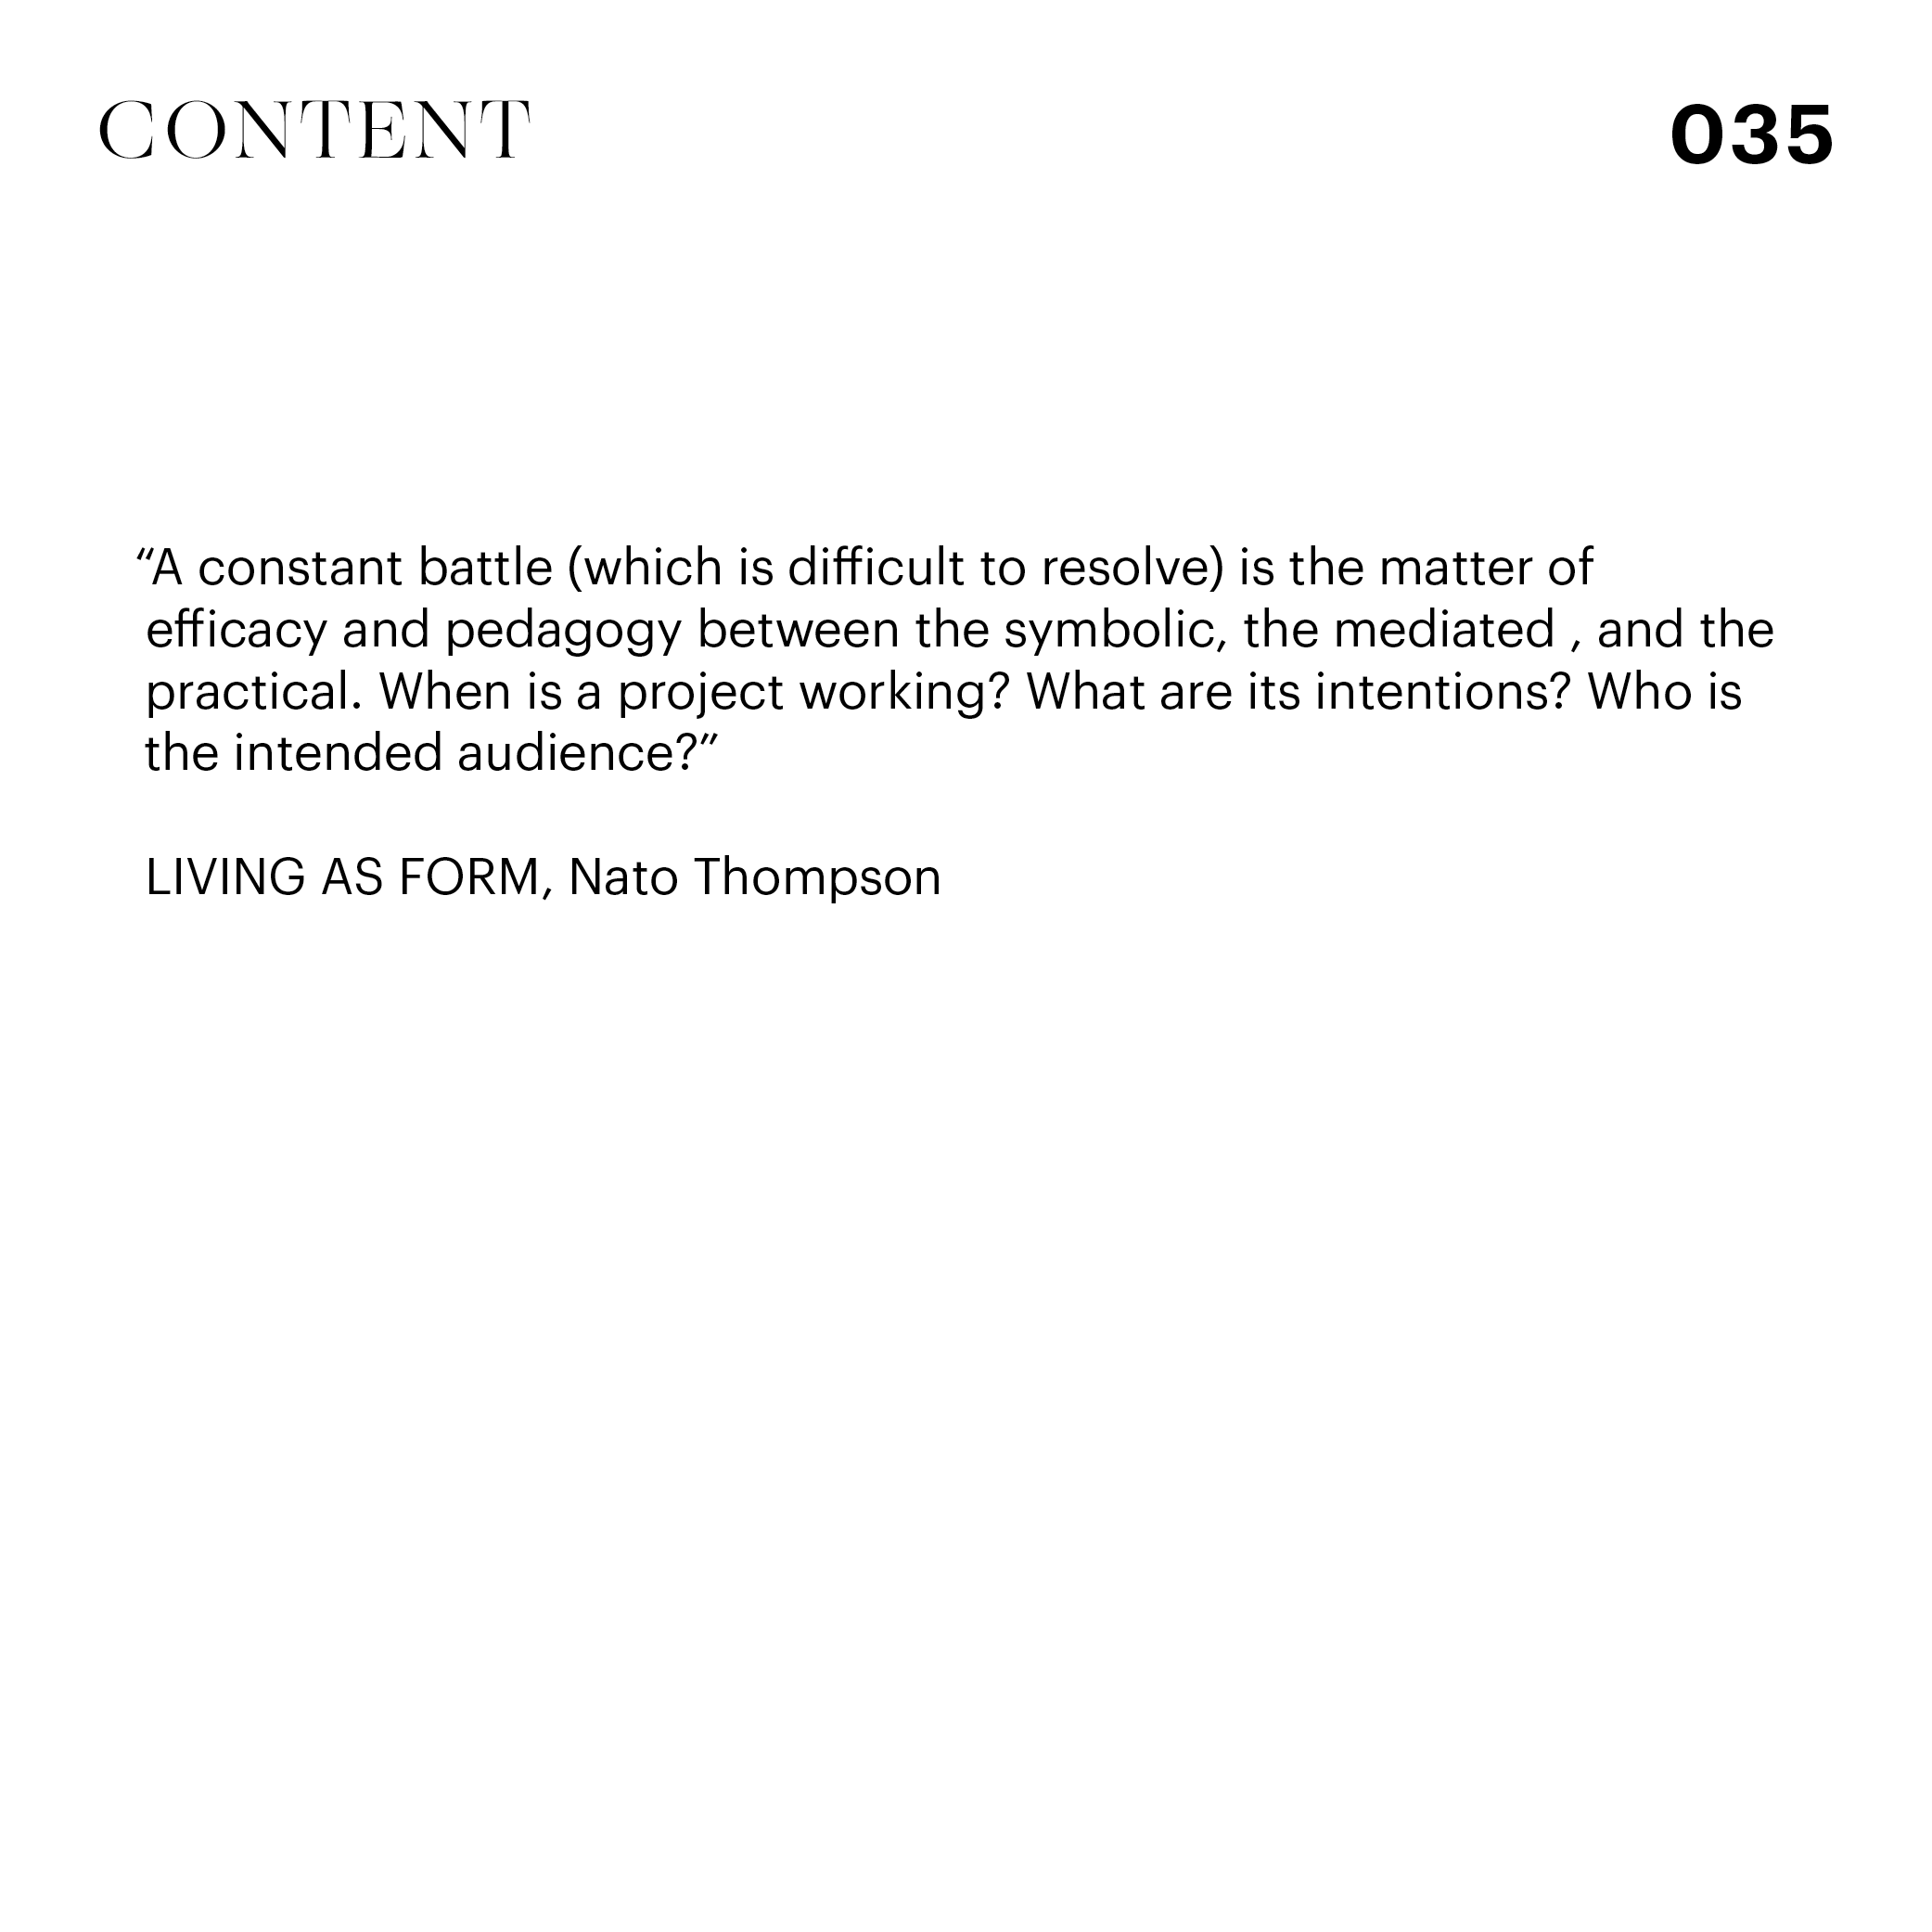 CONTENT
035
“A constant battle (which is difficult to resolve) is the matter of
efficacy and pedagogy between the symbolic, the mediated , and the
practical. When is a project working? What are its intentions? Who is
the intended audience?”
LIVING AS FORM, Nato Thompson